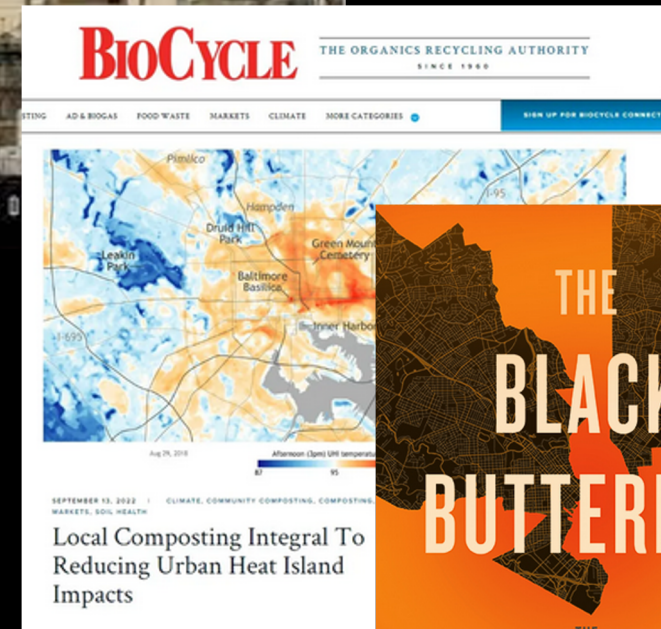 BIOCYCLE
THE ORGANICS RECYCLING AUTHORITY
SINCE 1960
STING AD & BIOGAS FOOD WASTE MARKETS CLIMATE MORE CATEGORIES
SIGN UP FOR BIOCYCLE CONNECT
Pimlico
I-95
Hampden
Druid Hill
Park
Green Mount
Cemetery
Leakin
Park
Baltimore
Basilica
Inner Harbor
I-695
Aug 29, 2018
Afternoon (3pm) UHI temperatu
87 95
SEPTEMBER 13, 2022 | CLIMATE, COMMUNITY COMPOSTING, COMPOSTING,
MARKETS, SOIL HEALTH
Local Composting Integral To
Reducing Urban Heat Island
Impacts
THE
BLACK
BUTTER